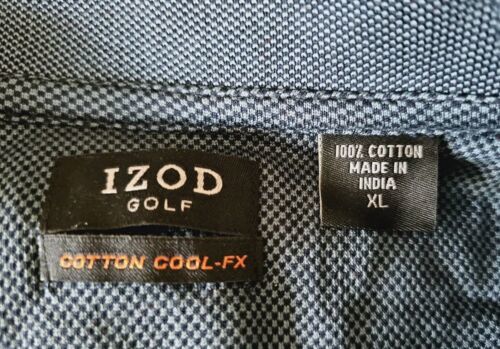 IZOD
GOLF
COTTON COOL-FX
100% COTTON
MADE IN
INDIA
XL